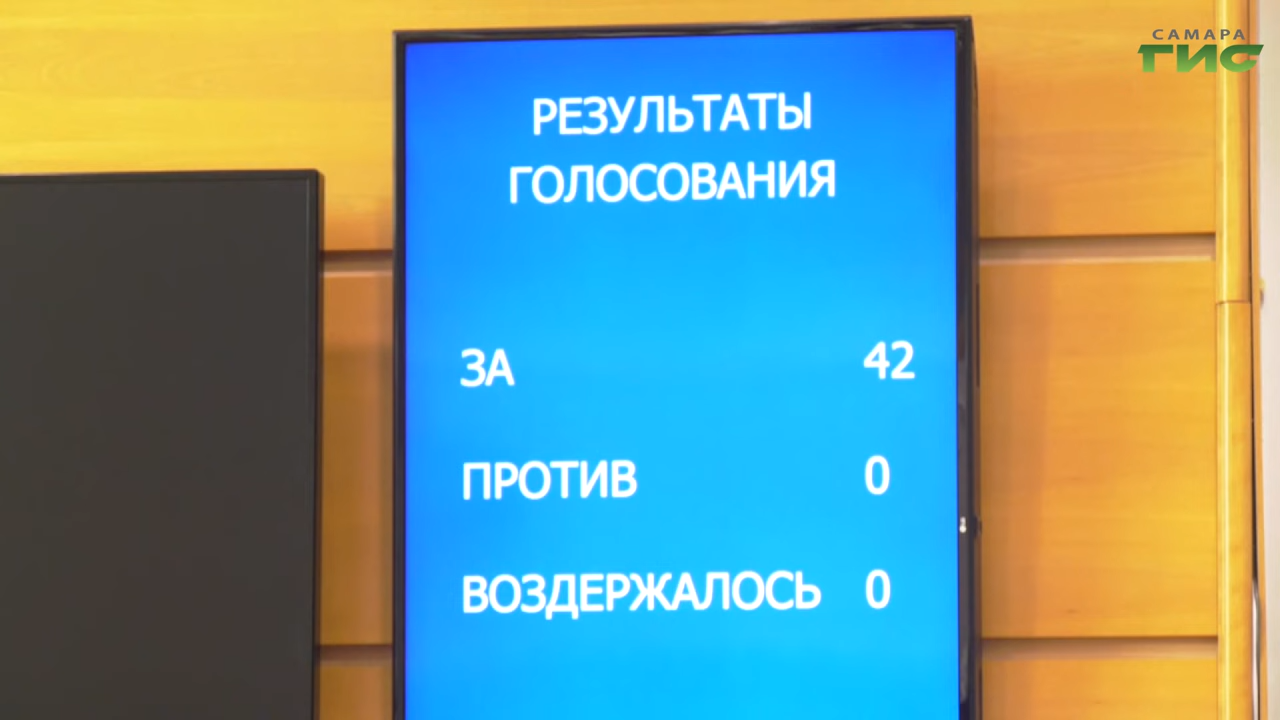 САМАРА
ГИС
РЕЗУЛЬТАТЫ
ГОЛОСОВАНИЯ
ЗА 42
ПРОТИВ 0
ВОЗДЕРЖАЛОСЬ 0